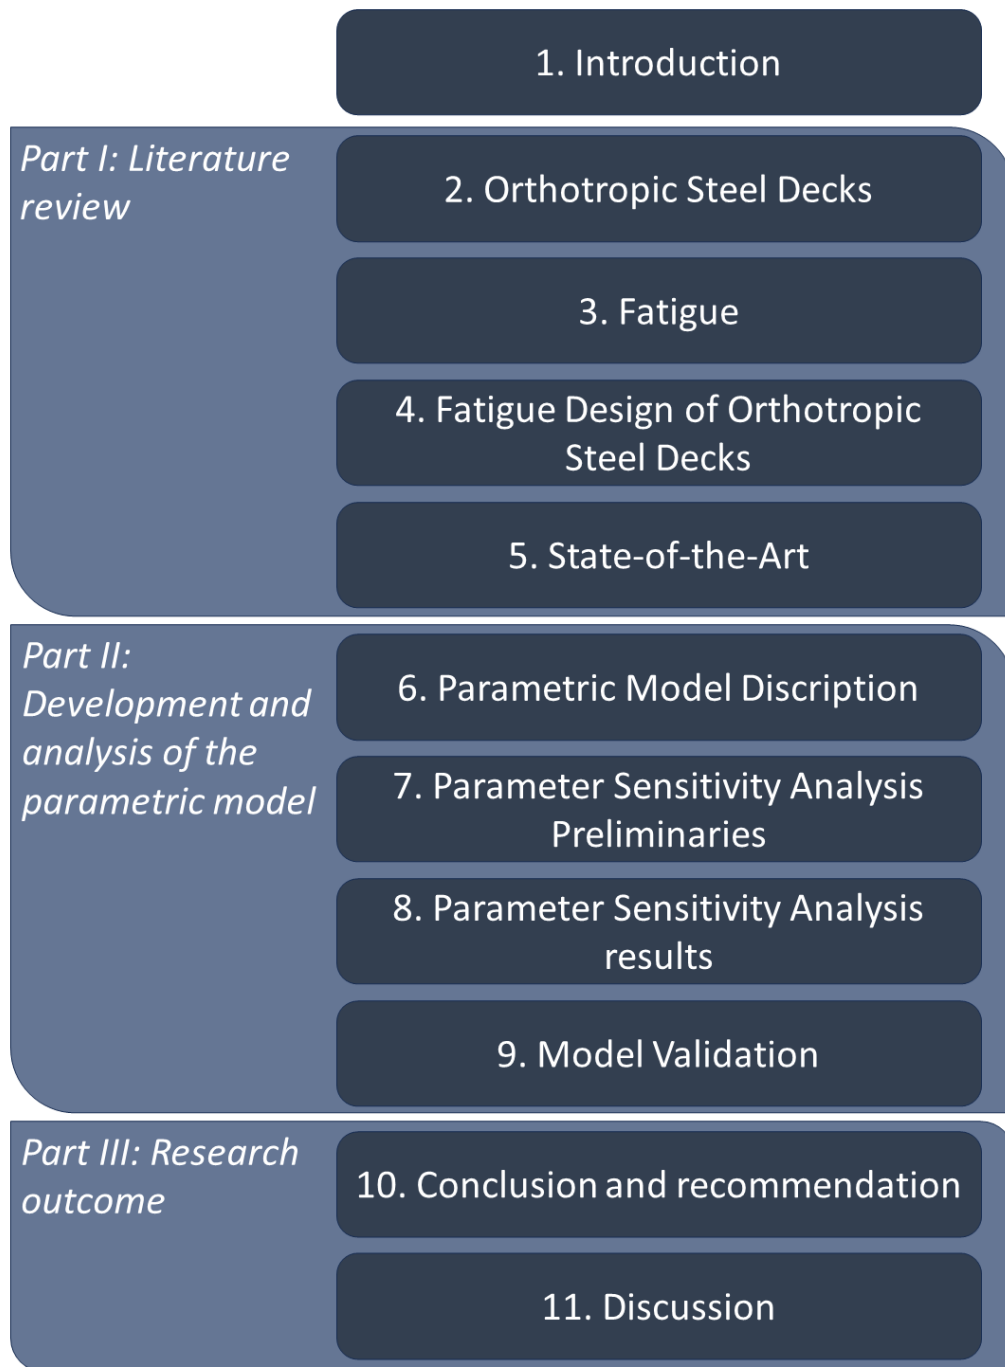 1. Introduction
Part I: Literature
review
2. Orthotropic Steel Decks
3. Fatigue
4. Fatigue Design of Orthotropic
Steel Decks
5. State-of-the-Art
Part II:
Development and
analysis of the
parametric model
6. Parametric Model Discription
7. Parameter Sensitivity Analysis
Preliminaries
8. Parameter Sensitivity Analysis
results
9. Model Validation
Part III: Research
outcome
10. Conclusion and recommendation
11. Discussion